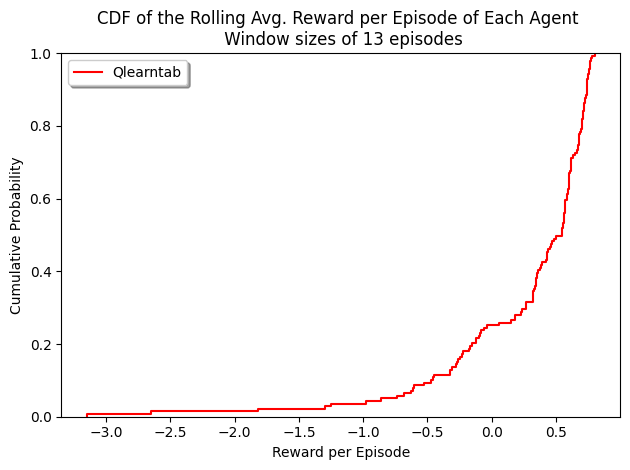 CDF of the Rolling Avg. Reward per Episode of Each Agent
Window sizes of 13 episodes
Qlearntab
Cumulative Probability
1.0
0.8
0.6
0.4
0.2
0.0
−3.0 −2.5 −2.0 −1.5 −1.0 −0.5 0.0 0.5
Reward per Episode